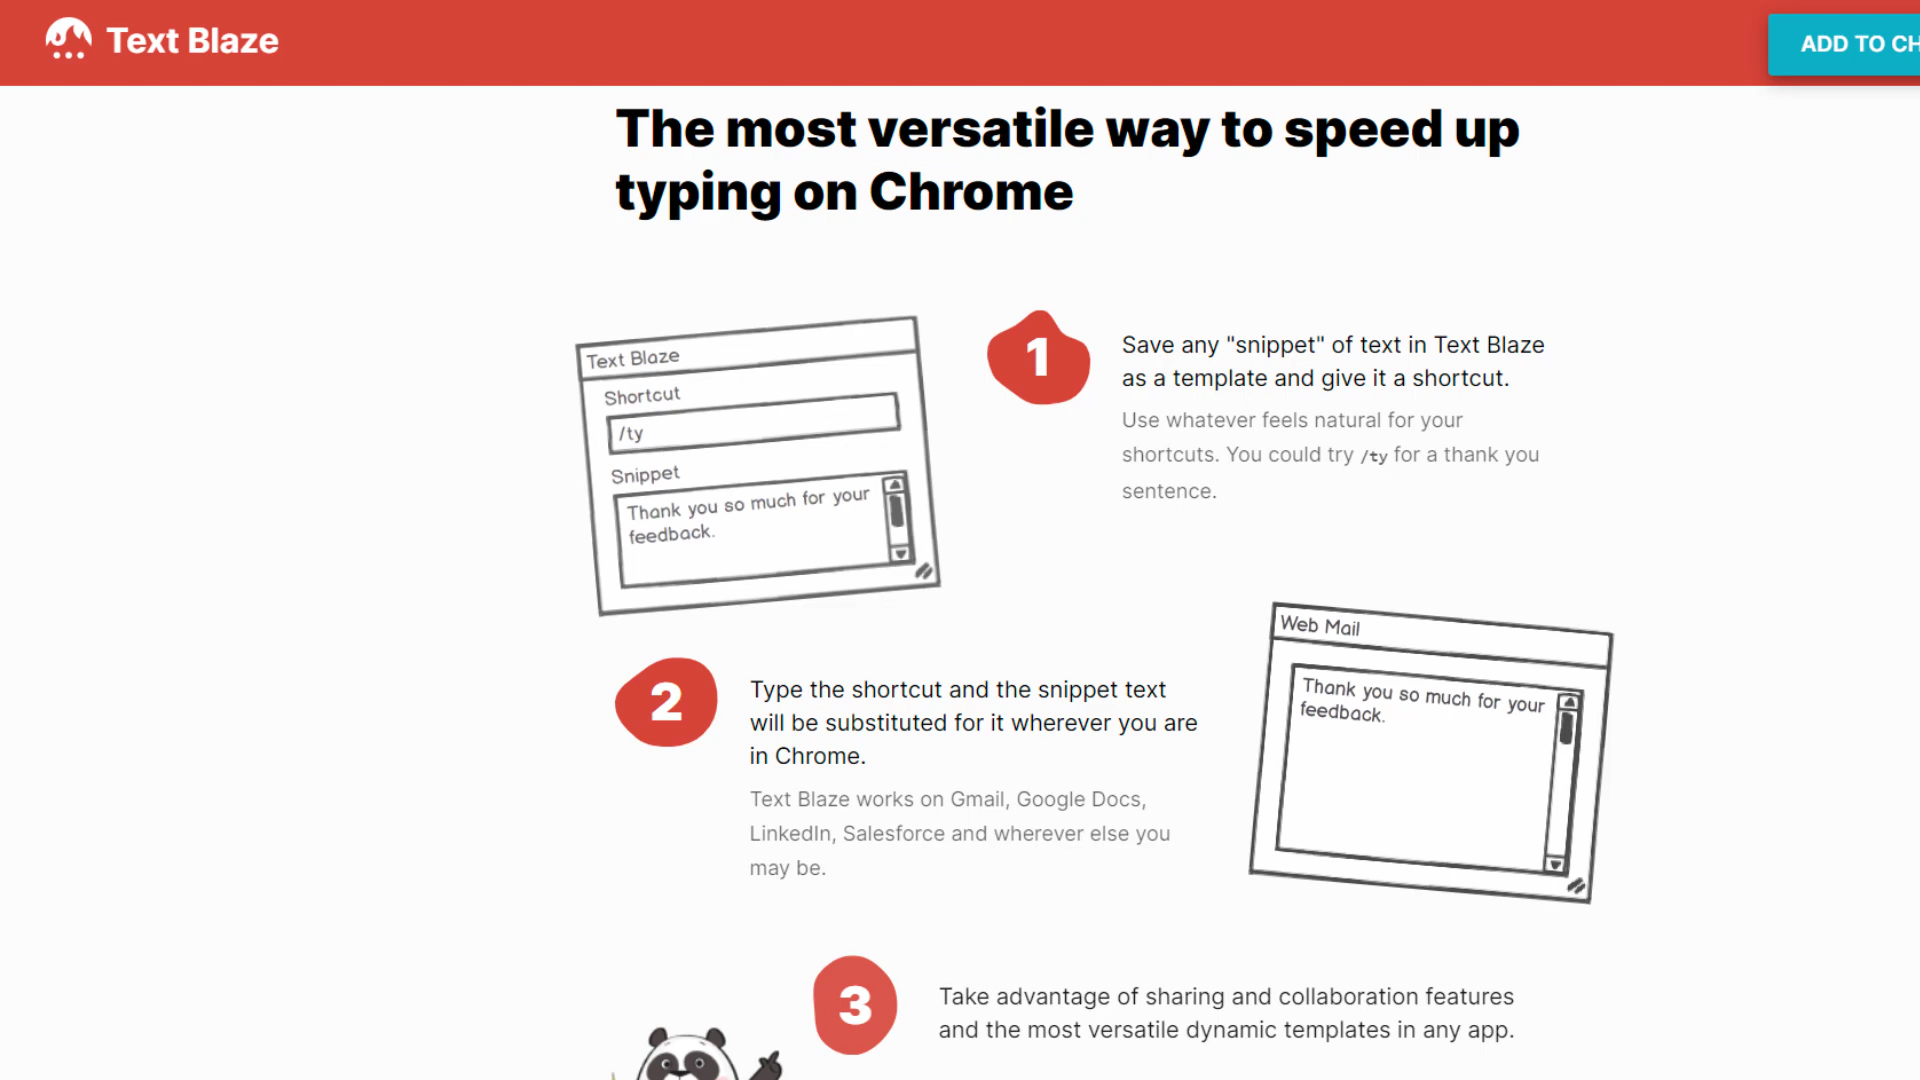 Text Blaze
ADD TO CH
The most versatile way to speed up
typing on Chrome
Text Blaze
Shortcut
/ty
Snippet
Thank you so much for your
feedback.
1
Save any "snippet" of text in Text Blaze
as a template and give it a shortcut.
Use whatever feels natural for your
shortcuts. You could try /ty for a thank you
sentence.
2
Type the shortcut and the snippet text
will be substituted for it wherever you are
in Chrome.
Text Blaze works on Gmail, Google Docs,
LinkedIn, Salesforce and wherever else you
may be.
Web Mail
Thank you so much for your
feedback.
3
Take advantage of sharing and collaboration features
and the most versatile dynamic templates in any app.